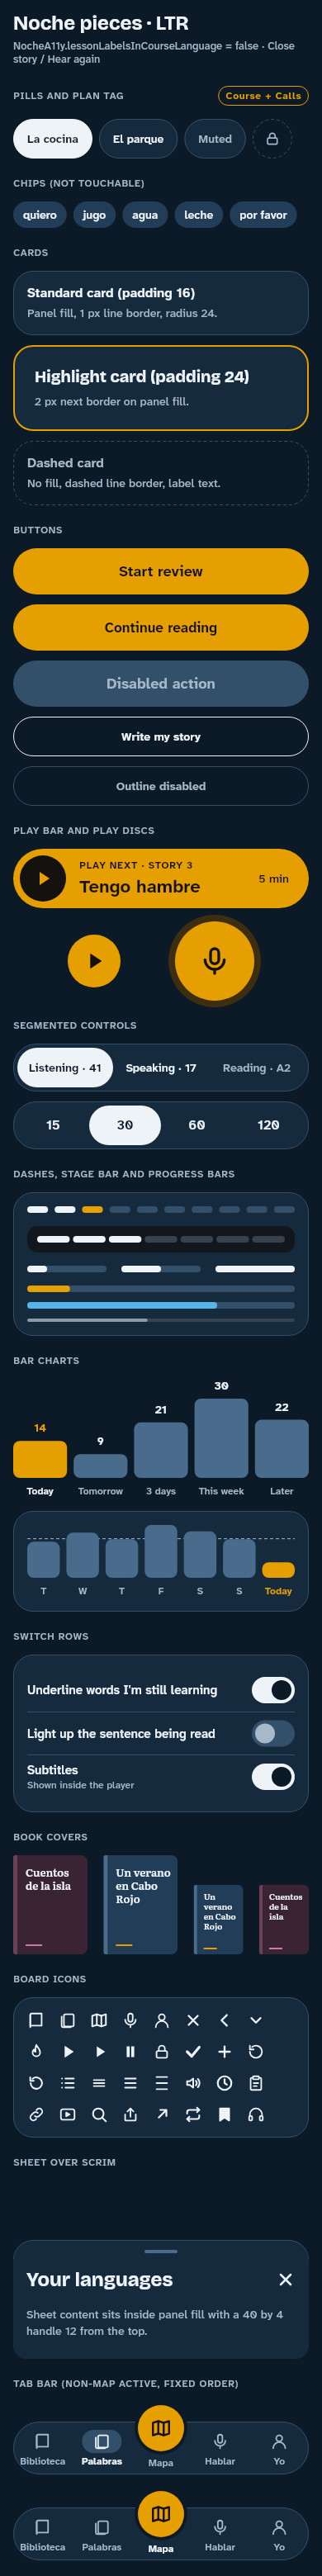 Noche pieces · LTR
NocheA11y.lessonLabelsInCourseLanguage = false · Close
story / Hear again
PILLS AND PLAN TAG
Course + Calls
La cocina
El parque
Muted
CHIPS (NOT TOUCHABLE)
quiero
jugo
agua
leche
por favor
CARDS
Standard card (padding 16)
Panel fill, 1 px line border, radius 24.
Highlight card (padding 24)
2 px next border on panel fill.
Dashed card
No fill, dashed line border, label text.
BUTTONS
Start review
Continue reading
Disabled action
Write my story
Outline disabled
PLAY BAR AND PLAY DISCS
PLAY NEXT · STORY 3
Tengo hambre
5 min
SEGMENTED CONTROLS
Listening · 41
Speaking · 17
Reading · A2
15
30
60
120
DASHES, STAGE BAR AND PROGRESS BARS
BAR CHARTS
14
9
21
30
22
Today
Tomorrow
3 days
This week
Later
T
W
T
F
S
S
Today
SWITCH ROWS
Underline words I'm still learning
Light up the sentence being read
Subtitles
Shown inside the player
BOOK COVERS
Cuentos
de la isla
Un verano
en Cabo
Rojo
Un
verano
en Cabo
Rojo
Cuentos
de la
isla
BOARD ICONS
SHEET OVER SCRIM
Your languages
Sheet content sits inside panel fill with a 40 by 4
handle 12 from the top.
TAB BAR (NON-MAP ACTIVE, FIXED ORDER)
Biblioteca
Palabras
Mapa
Hablar
Yo
Biblioteca
Palabras
Mapa
Hablar
Yo